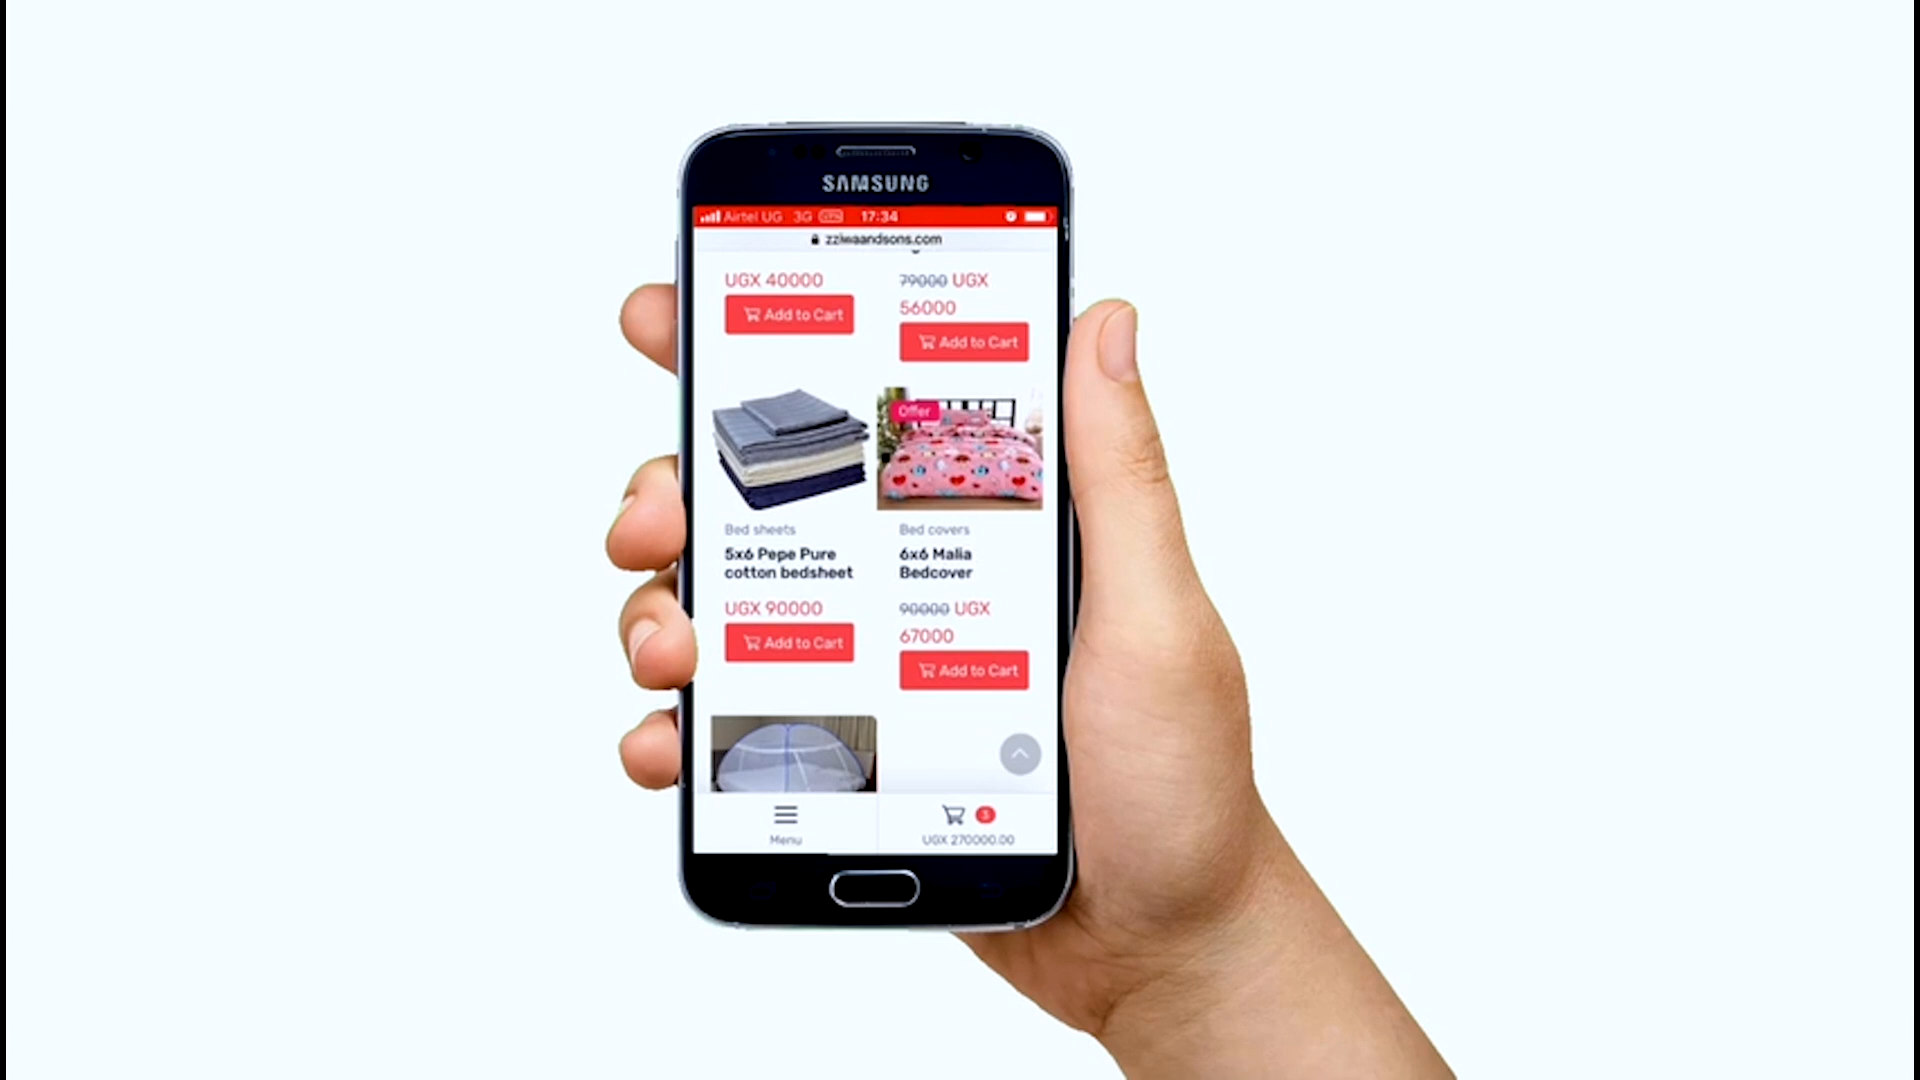 SAMSUNG
Airtel UG 3G VPN 17:34
zziwaandsons.com
UGX 40000
Add to Cart
79000 UGX
56000
Add to Cart
Offer
Bed sheets
5x6 Pepe Pure
cotton bedsheet
UGX 90000
Add to Cart
Bed covers
6x6 Malia
Bedcover
90000 UGX
67000
Add to Cart
Menu
3
UGX 270000.00